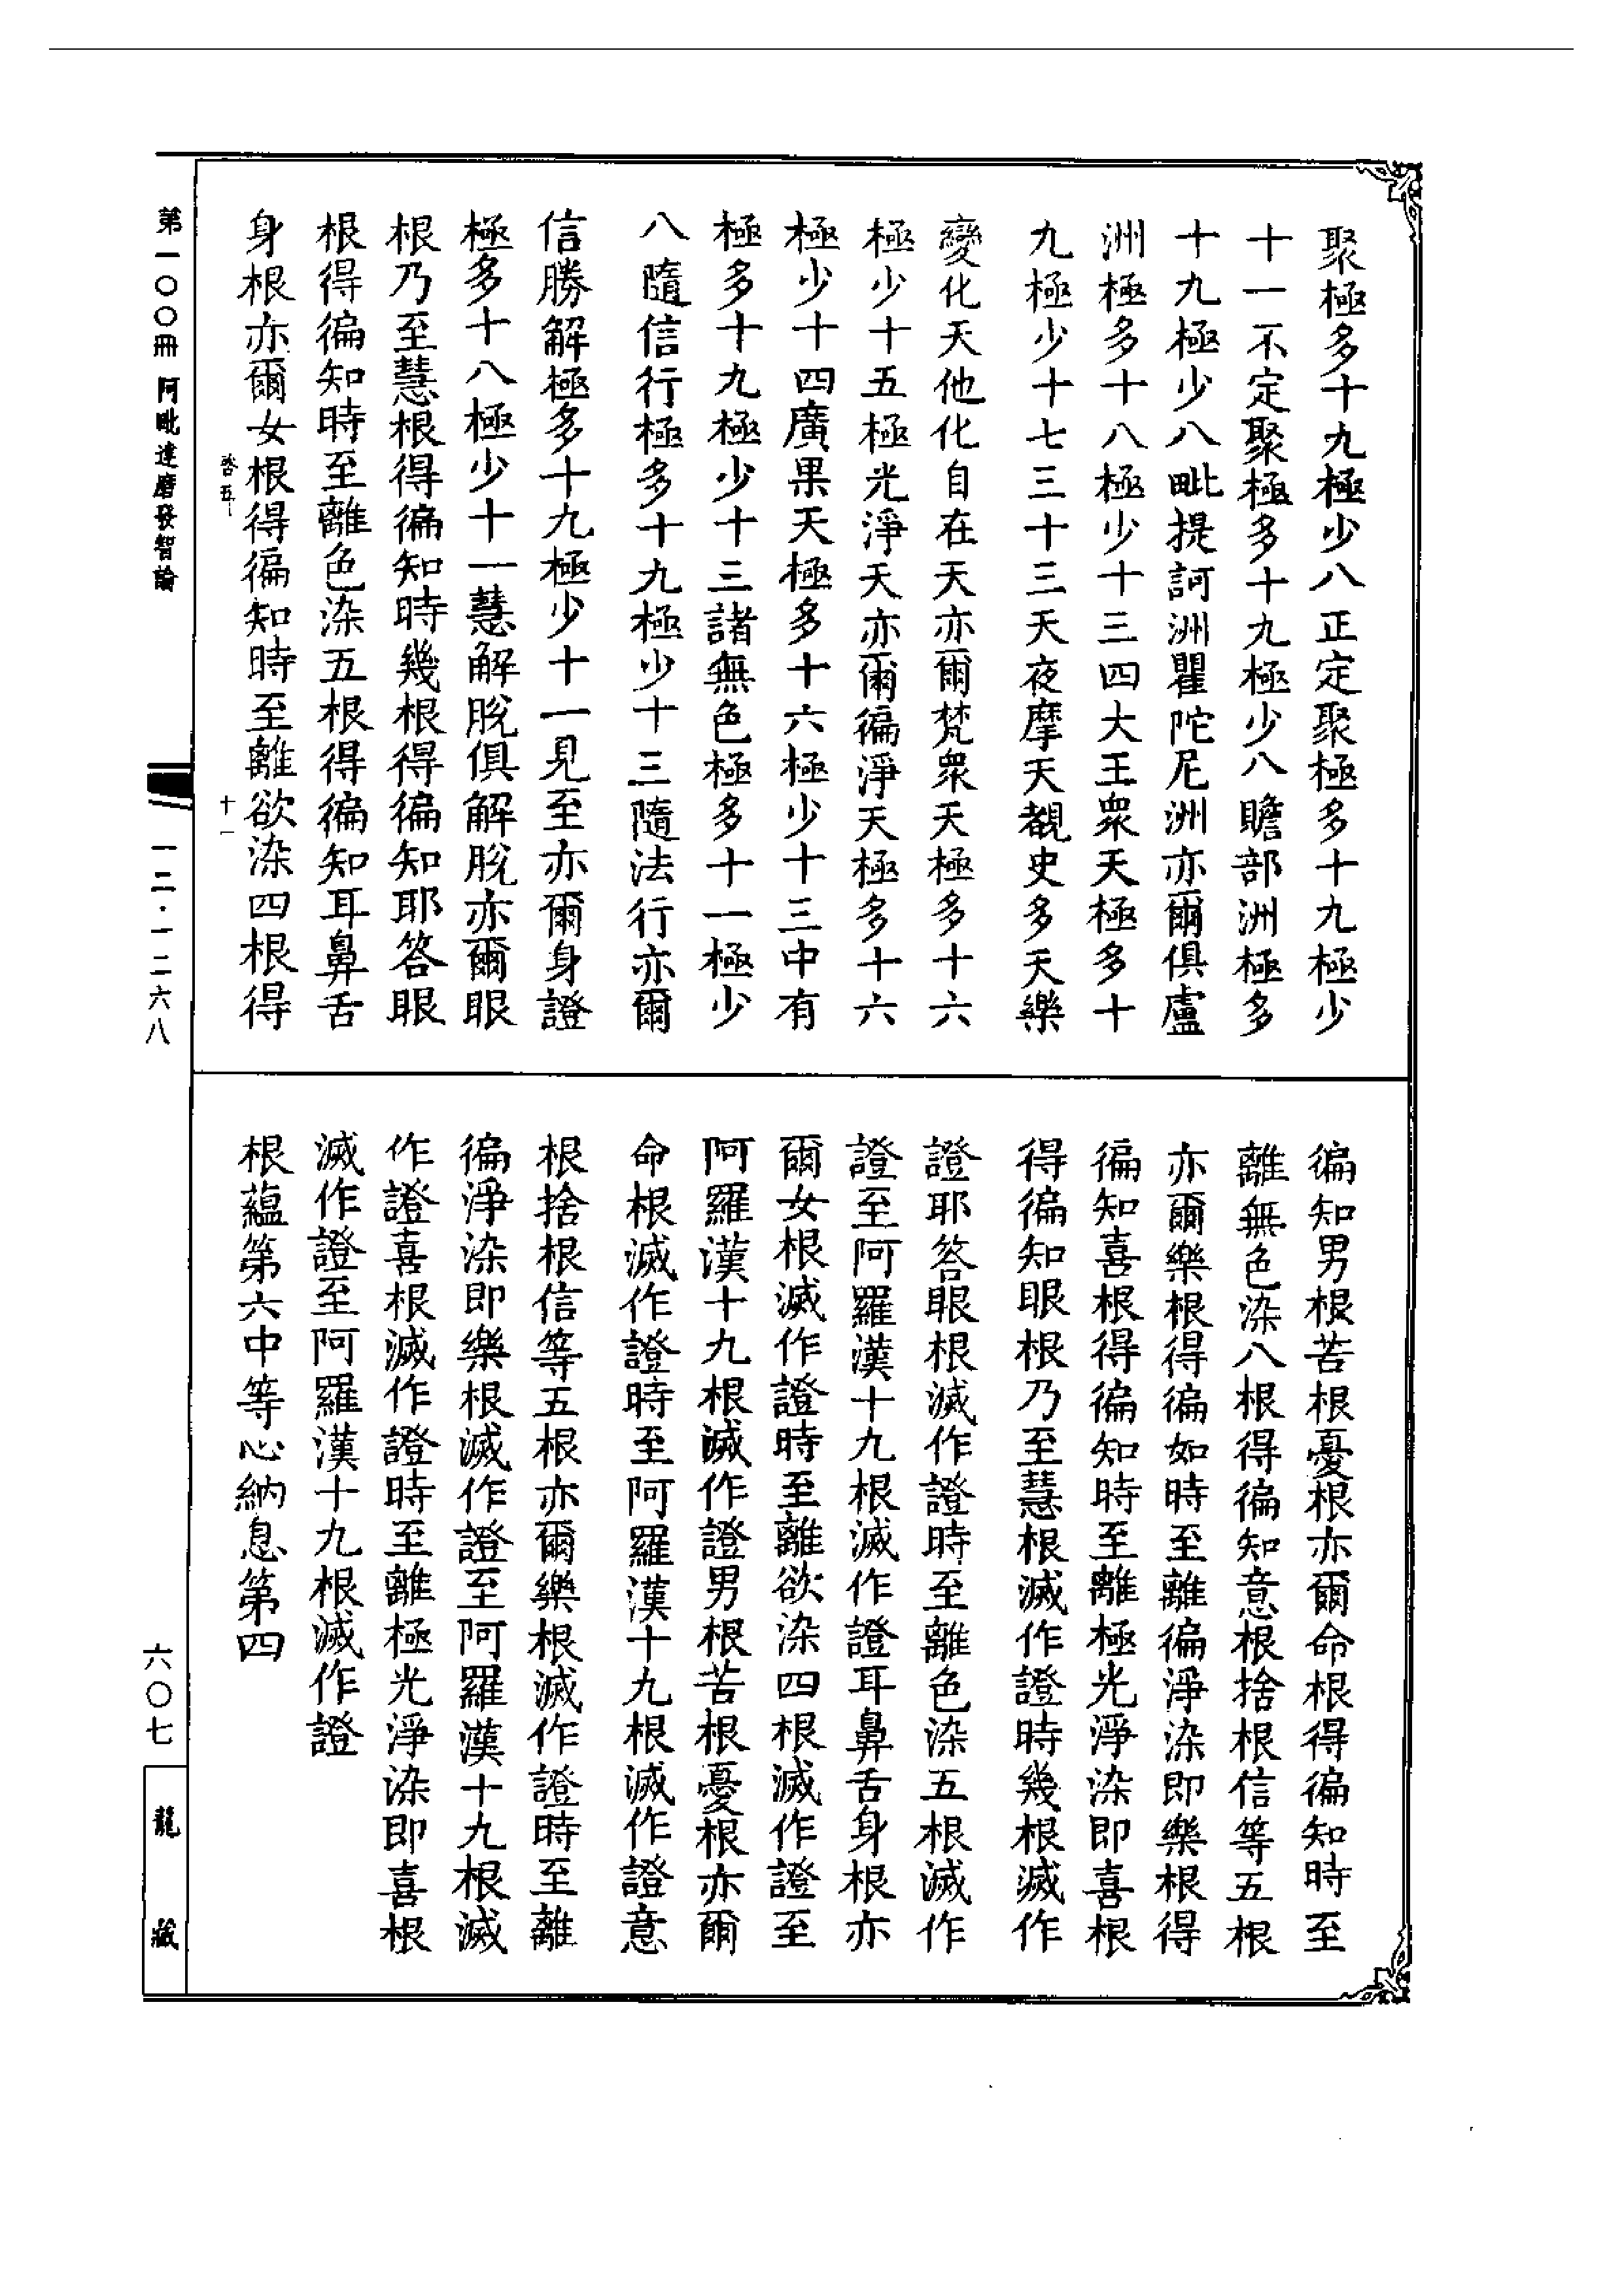 聚極多十九極少八正定聚極多十九極少
十一不定聚極多十九極少八贍部洲極多
十九極少八毗提訶洲瞿陀尼洲亦爾俱盧
洲極多十八極少十三四大王眾天極多十
九極少十七三十三天夜摩天覩史多天樂
變化天他化自在天亦爾梵眾天極多十六
極少十五極光淨天亦爾徧淨天極多十六
極少十四廣果天極多十六極少十三中有
極多十九極少十三諸無色極多十一極少
八隨信行極多十九極少十三隨法行亦爾
信勝解極多十九極少十一見至亦爾身證
極多十八極少十一慧解脫俱解脫亦爾眼
根乃至慧根得徧知時幾根得徧知耶答眼
根得徧知時至離色染五根得徧知耳鼻舌
身根亦爾女根得徧知時至離欲染四根得
徧知男根苦根憂根亦爾命根得徧知時至
離無色染八根得徧知意根捨根信等五根
亦爾樂根得徧如時至離徧淨染即樂根得
徧知喜根得徧知時至離極光淨染即喜根
得徧知眼根乃至慧根滅作證時幾根滅作
證耶答眼根滅作證時至離色染五根滅作
證至阿羅漢十九根滅作證耳鼻舌身根亦
爾女根滅作證時至離欲染四根滅作證至
阿羅漢十九根滅作證男根苦根憂根亦爾
命根滅作證時至阿羅漢十九根滅作證意
根捨根信等五根亦爾樂根滅作證時至離
徧淨染即樂根滅作證至阿羅漢十九根滅
作證喜根滅作證時至離極光淨染即喜根
滅作證至阿羅漢十九根滅作證
根蘊第六中等心納息第四
第一〇〇冊 阿毗達磨發智論
一二·一二六八
六〇七
龍藏
十一